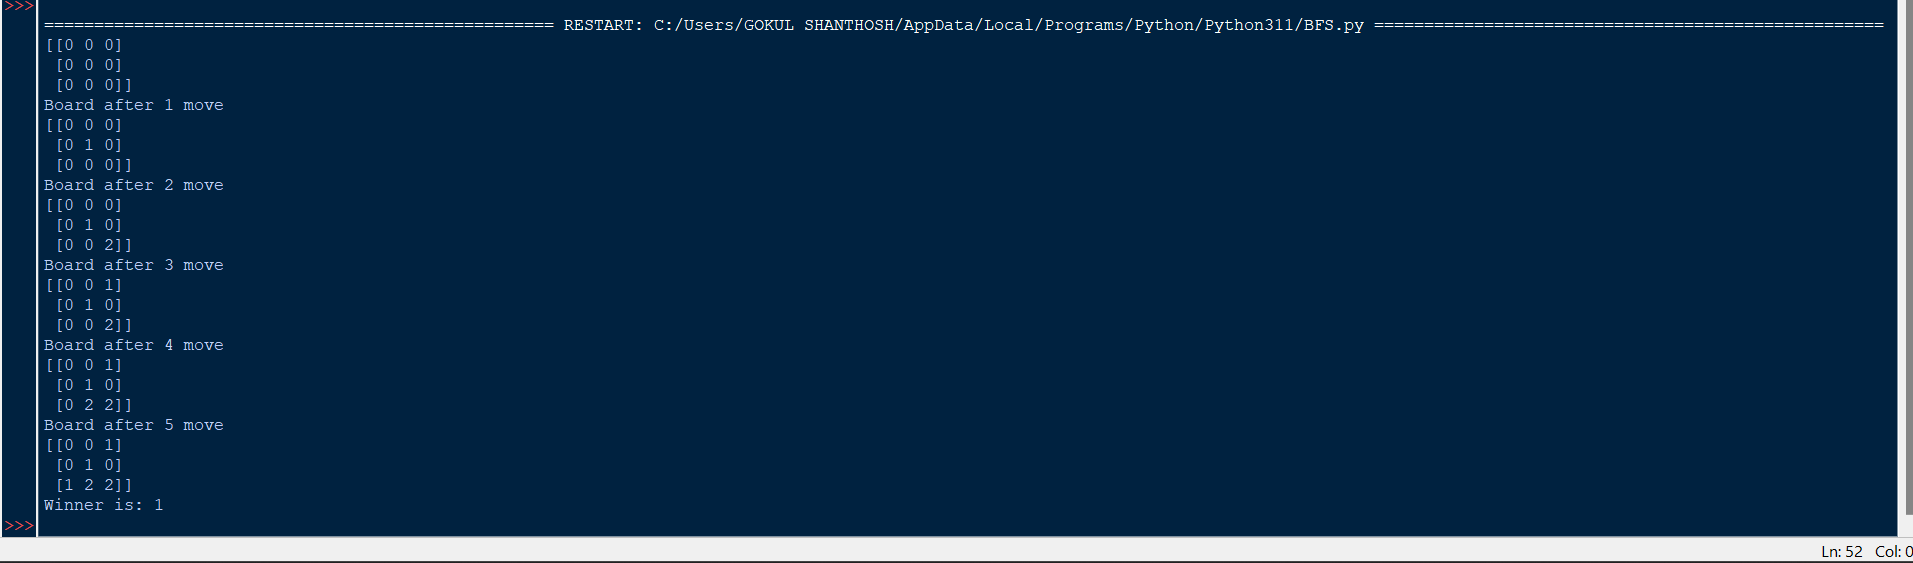 >>>
=================================================== RESTART: C:/Users/GOKUL SHANTHOSH/AppData/Local/Programs/Python/Python311/BFS.py ===================================================
[[0 0 0]
 [0 0 0]
 [0 0 0]]
Board after 1 move
[[0 0 0]
 [0 1 0]
 [0 0 0]]
Board after 2 move
[[0 0 0]
 [0 1 0]
 [0 0 2]]
Board after 3 move
[[0 0 1]
 [0 1 0]
 [0 0 2]]
Board after 4 move
[[0 0 1]
 [0 1 0]
 [0 2 2]]
Board after 5 move
[[0 0 1]
 [0 1 0]
 [1 2 2]]
Winner is: 1
>>>
Ln: 52 Col: 0